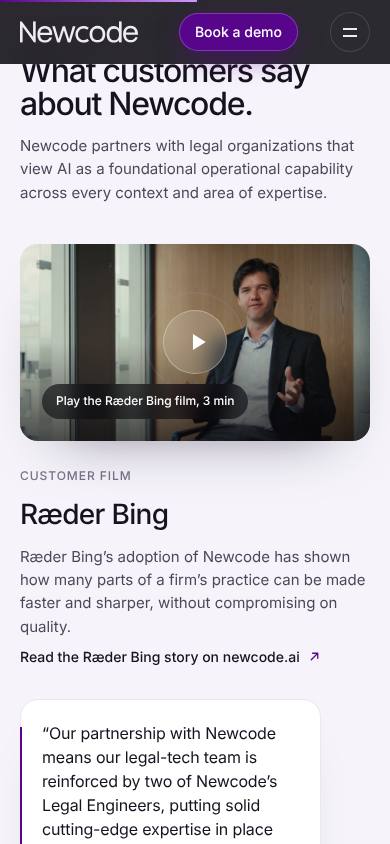 Newcode
Book a demo
What customers say
about Newcode.
Newcode partners with legal organizations that
view AI as a foundational operational capability
across every context and area of expertise.
Play the Ræder Bing film, 3 min
CUSTOMER FILM
Ræder Bing
Ræder Bing’s adoption of Newcode has shown
how many parts of a firm’s practice can be made
faster and sharper, without compromising on
quality.
Read the Ræder Bing story on newcode.ai ↗
“Our partnership with Newcode
means our legal-tech team is
reinforced by two of Newcode’s
Legal Engineers, putting solid
cutting-edge expertise in place